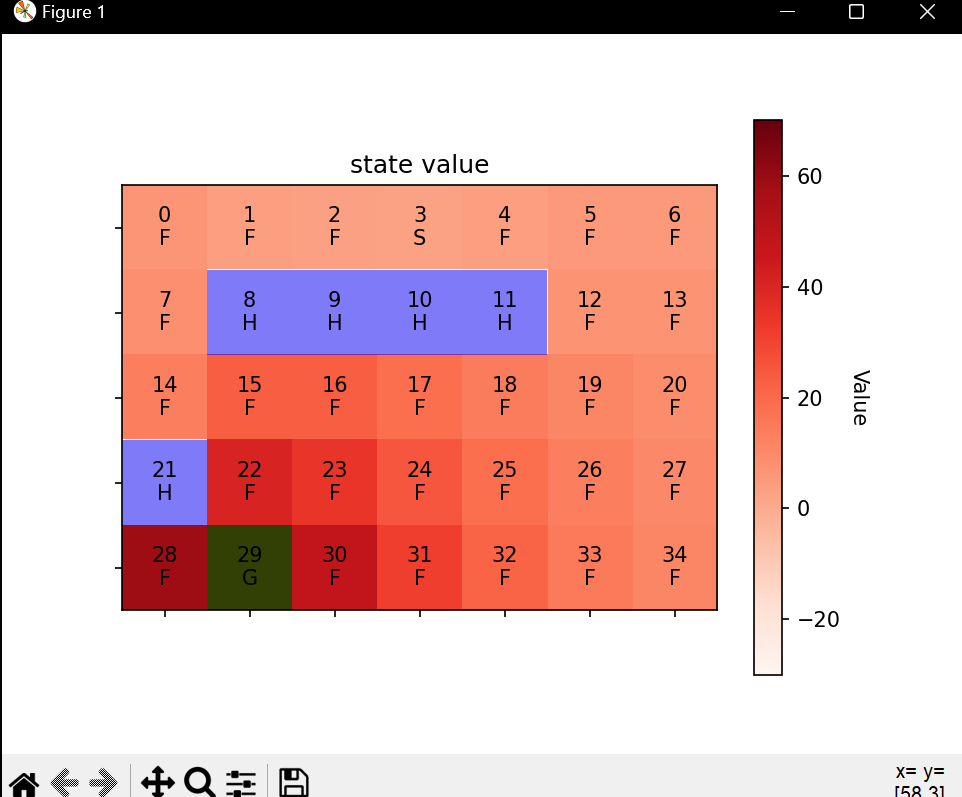 Figure 1
state value
0 1 2 3 4 5 6
F F F S F F F
7 8 9 10 11 12 13
F H H H H F F
14 15 16 17 18 19 20
F F F F F F F
21 22 23 24 25 26 27
H F F F F F F
28 29 30 31 32 33 34
F G F F F F F
60
40
20
0
−20
Value
x= y=
[58.3]